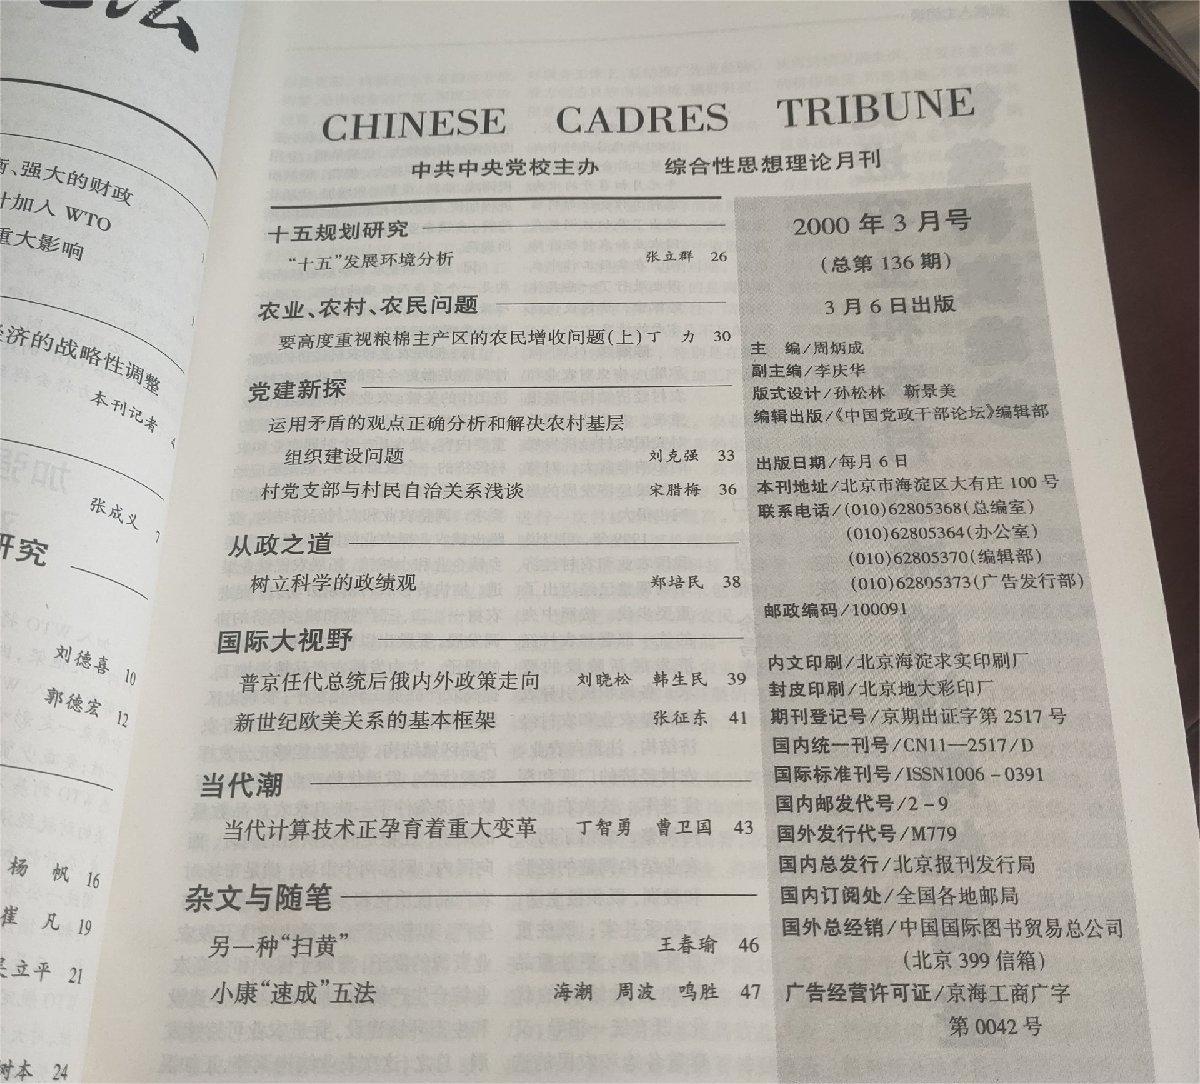 、强大的财政
加入 WTO
重大影响
济的战略性调整
本刊记者
张成义 7
研究
刘德喜 10
郭德宏 12
杨 帆 16
崔 凡 19
吴立平 21
树本 24
CHINESE CADRES TRIBUNE
中共中央党校主办 综合性思想理论月刊
十五规划研究
“十五”发展环境分析 张立群 26
农业、农村、农民问题
要高度重视粮棉主产区的农民增收问题(上) 丁 力 30
党建新探
运用矛盾的观点正确分析和解决农村基层
组织建设问题 刘克强 33
村党支部与村民自治关系浅谈 宋腊梅 36
从政之道
树立科学的政绩观 郑培民 38
国际大视野
普京任代总统后俄内外政策走向 刘晓松 韩生民 39
新世纪欧美关系的基本框架 张征东 41
当代潮
当代计算技术正孕育着重大变革 丁智勇 曹卫国 43
杂文与随笔
另一种“扫黄” 王春瑜 46
小康“速成”五法 海潮 周波 鸣胜 47
2000 年 3 月号
(总第 136 期)
3 月 6 日出版
主 编/周炳成
副主编/李庆华
版式设计/孙松林 靳景美
编辑出版/《中国党政干部论坛》编辑部
出版日期/每月 6 日
本刊地址/北京市海淀区大有庄 100 号
联系电话/(010)62805368(总编室)
(010)62805364(办公室)
(010)62805370(编辑部)
(010)62805373(广告发行部)
邮政编码/100091
内文印刷/北京海淀求实印刷厂
封皮印刷/北京地大彩印厂
期刊登记号/京期出证字第 2517 号
国内统一刊号/CN11—2517/D
国际标准刊号/ISSN1006-0391
国内邮发代号/2-9
国外发行代号/M779
国内总发行/北京报刊发行局
国内订阅处/全国各地邮局
国外总经销/中国国际图书贸易总公司
(北京 399 信箱)
广告经营许可证/京海工商广字
第 0042 号